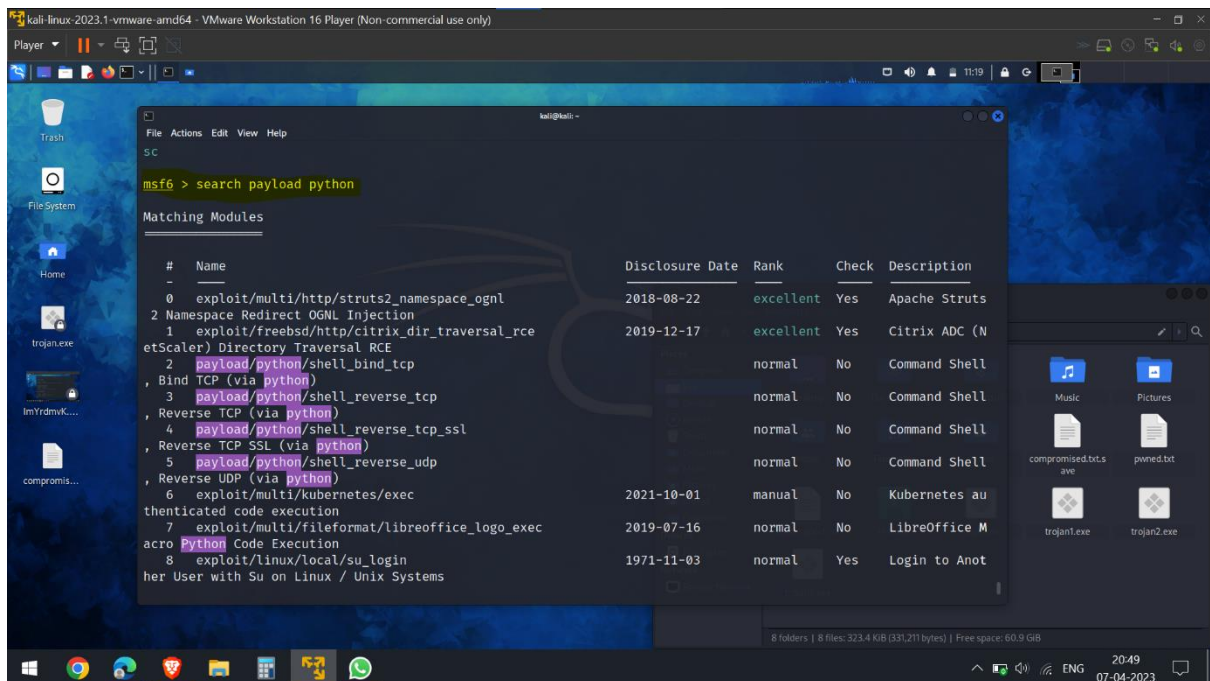 kali-linux-2023.1-vmware-amd64 - VMware Workstation 16 Player (Non-commercial use only)
Player
11:19
Trash
File System
Home
trojan.exe
ImYrdmvK....
compromis...
kali@kali: ~
File Actions Edit View Help
sc
msf6 > search payload python
Matching Modules
# Name Disclosure Date Rank Check Description
0 exploit/multi/http/struts2_namespace_ognl 2018-08-22 excellent Yes Apache Struts
2 Namespace Redirect OGNL Injection
1 exploit/freebsd/http/citrix_dir_traversal_rce 2019-12-17 excellent Yes Citrix ADC (N
etScaler) Directory Traversal RCE
2 payload/python/shell_bind_tcp normal No Command Shell
, Bind TCP (via python)
3 payload/python/shell_reverse_tcp normal No Command Shell
, Reverse TCP (via python)
4 payload/python/shell_reverse_tcp_ssl normal No Command Shell
, Reverse TCP SSL (via python)
5 payload/python/shell_reverse_udp normal No Command Shell
, Reverse UDP (via python)
6 exploit/multi/kubernetes/exec 2021-10-01 manual No Kubernetes au
thenticated code execution
7 exploit/multi/fileformat/libreoffice_logo_exec 2019-07-16 normal No LibreOffice M
acro Python Code Execution
8 exploit/linux/local/su_login 1971-11-03 normal Yes Login to Anot
her User with Su on Linux / Unix Systems
Music
Pictures
compromised.txt.s
ave
pwned.txt
trojan1.exe
trojan2.exe
8 folders | 8 files: 323.4 KiB (331,211 bytes) | Free space: 60.9 GiB
ENG
20:49
07-04-2023